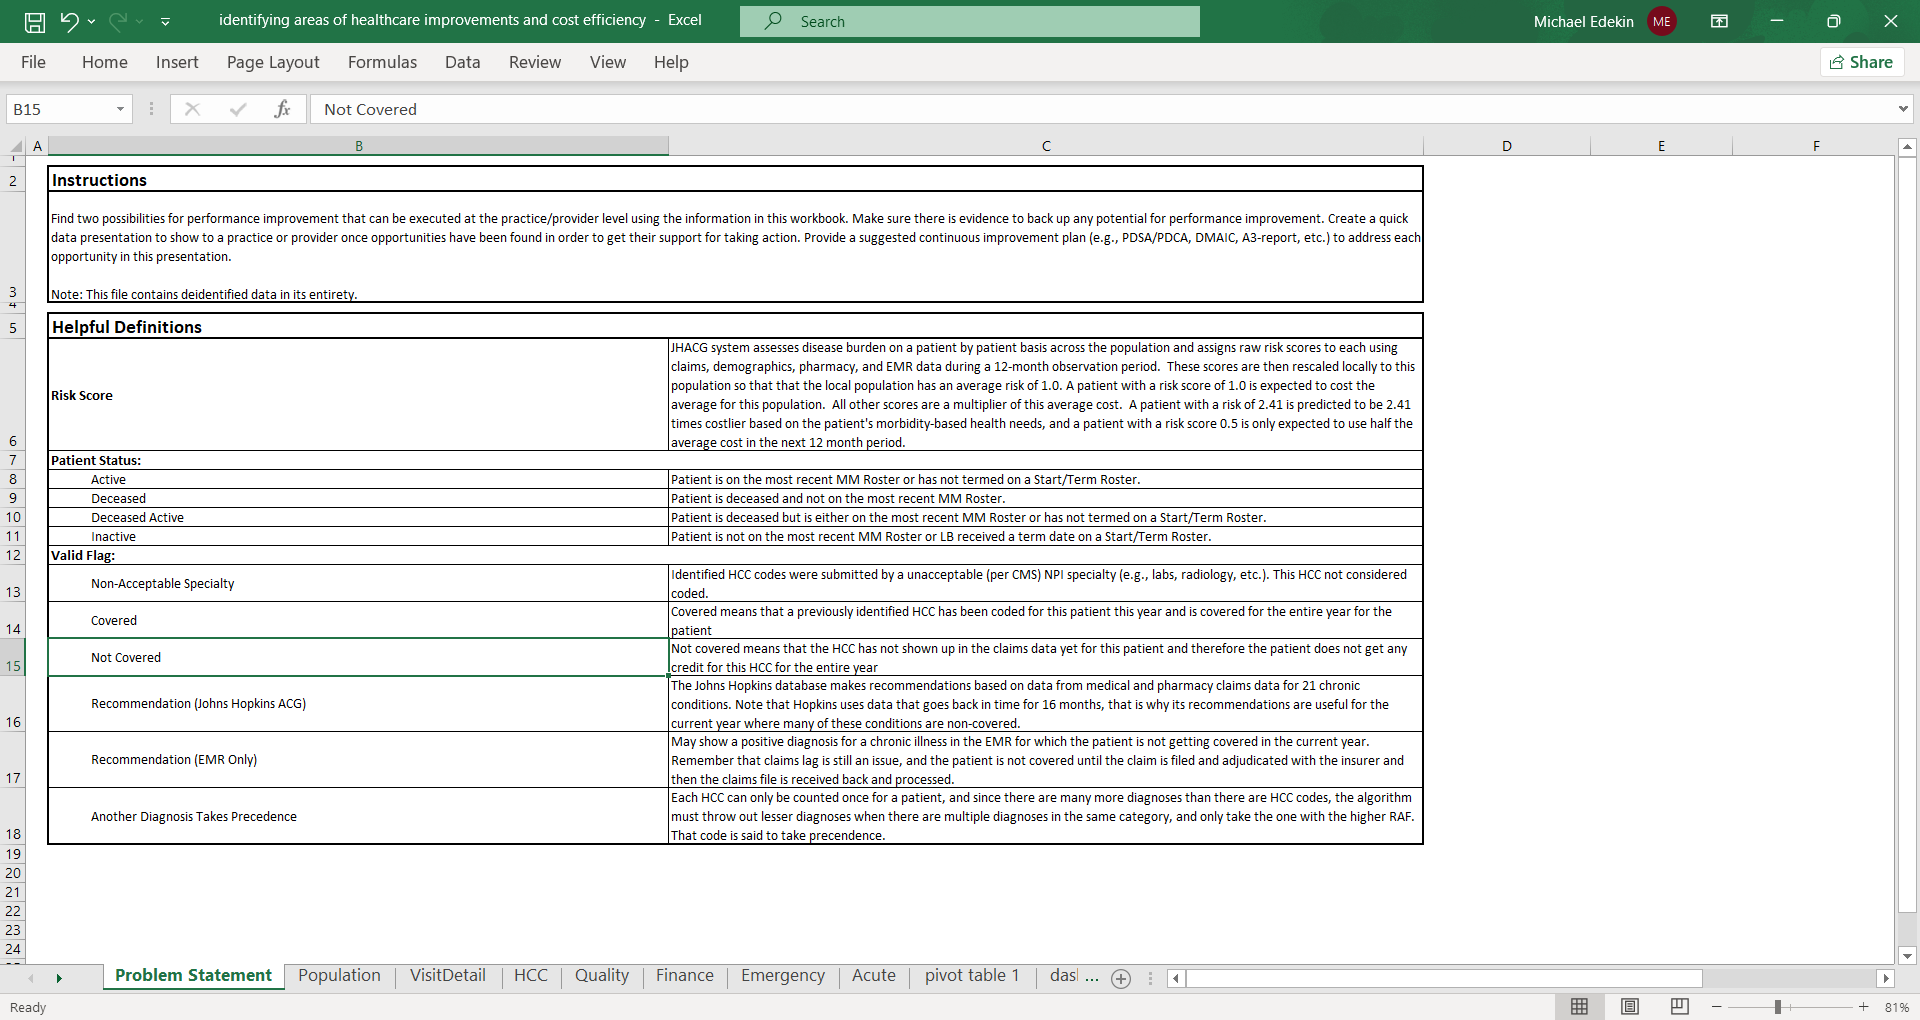 identifying areas of healthcare improvements and cost efficiency - Excel
Search
Michael Edekin
ME
File Home Insert Page Layout Formulas Data Review View Help
Share
B15
fx
Not Covered
A B C D E F
1
2 Instructions
Find two possibilities for performance improvement that can be executed at the practice/provider level using the information in this workbook. Make sure there is evidence to back up any potential for performance improvement. Create a quick
data presentation to show to a practice or provider once opportunities have been found in order to get their support for taking action. Provide a suggested continuous improvement plan (e.g., PDSA/PDCA, DMAIC, A3-report, etc.) to address each
opportunity in this presentation.
3 Note: This file contains deidentified data in its entirety.
4
5 Helpful Definitions
JHACG system assesses disease burden on a patient by patient basis across the population and assigns raw risk scores to each using
claims, demographics, pharmacy, and EMR data during a 12-month observation period. These scores are then rescaled locally to this
population so that that the local population has an average risk of 1.0. A patient with a risk score of 1.0 is expected to cost the
Risk Score
average for this population. All other scores are a multiplier of this average cost. A patient with a risk of 2.41 is predicted to be 2.41
times costlier based on the patient's morbidity-based health needs, and a patient with a risk score 0.5 is only expected to use half the
6 average cost in the next 12 month period.
7 Patient Status:
8 Active Patient is on the most recent MM Roster or has not termed on a Start/Term Roster.
9 Deceased Patient is deceased and not on the most recent MM Roster.
10 Deceased Active Patient is deceased but is either on the most recent MM Roster or has not termed on a Start/Term Roster.
11 Inactive Patient is not on the most recent MM Roster or LB received a term date on a Start/Term Roster.
12 Valid Flag:
Non-Acceptable Specialty Identified HCC codes were submitted by a unacceptable (per CMS) NPI specialty (e.g., labs, radiology, etc.). This HCC not considered
13 coded.
Covered Covered means that a previously identified HCC has been coded for this patient this year and is covered for the entire year for the
14 patient
Not Covered Not covered means that the HCC has not shown up in the claims data yet for this patient and therefore the patient does not get any
15 credit for this HCC for the entire year
The Johns Hopkins database makes recommendations based on data from medical and pharmacy claims data for 21 chronic
Recommendation (Johns Hopkins ACG) conditions. Note that Hopkins uses data that goes back in time for 16 months, that is why its recommendations are useful for the
16 current year where many of these conditions are non-covered.
May show a positive diagnosis for a chronic illness in the EMR for which the patient is not getting covered in the current year.
Recommendation (EMR Only) Remember that claims lag is still an issue, and the patient is not covered until the claim is filed and adjudicated with the insurer and
17 then the claims file is received back and processed.
Each HCC can only be counted once for a patient, and since there are many more diagnoses than there are HCC codes, the algorithm
Another Diagnosis Takes Precedence must throw out lesser diagnoses when there are multiple diagnoses in the same category, and only take the one with the higher RAF.
18 That code is said to take precendence.
19
20
21
22
23
24
Problem Statement Population VisitDetail HCC Quality Finance Emergency Acute pivot table 1 das ...
Ready
81%